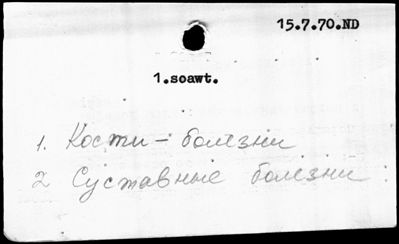 15.7.70.ND
1.soawt.
1. Кости – болезни
2 Суставные болезни